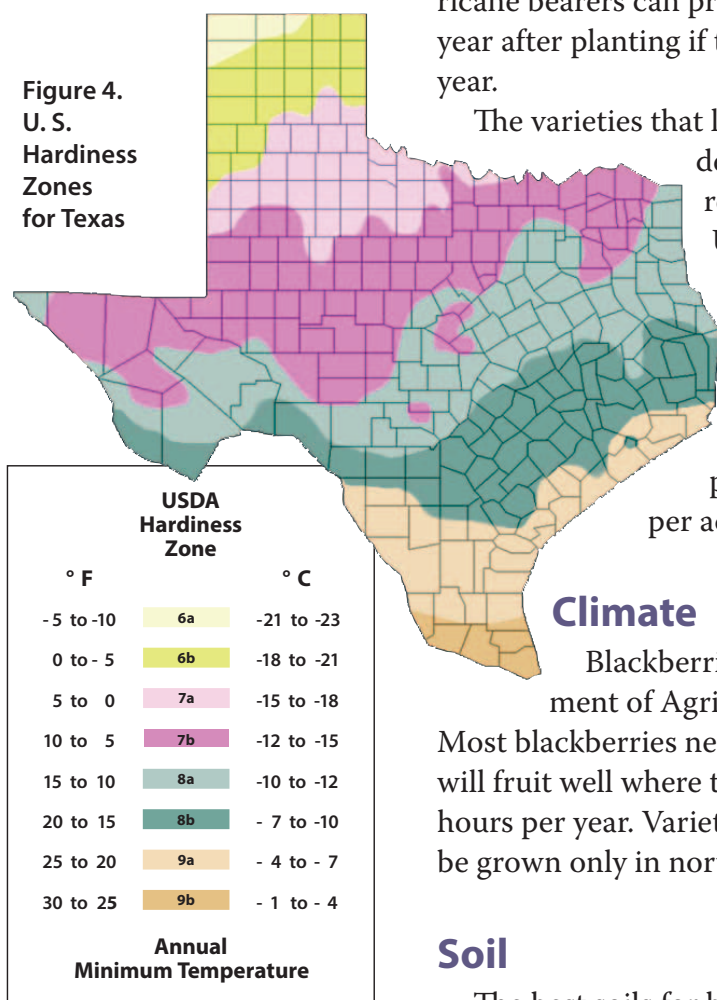 ricane bearers can pr
year after planting if t
year.
The varieties that l
de
Figure 4.
U. S.
Hardiness
Zones
for Texas
p
per a
USDA
Hardiness
Zone
° F ° C
- 5 to -10 6a -21 to -23
0 to - 5 6b -18 to -21
5 to 0 7a -15 to -18
10 to 5 7b -12 to -15
15 to 10 8a -10 to -12
20 to 15 8b - 7 to -10
25 to 20 9a - 4 to - 7
30 to 25 9b - 1 to - 4
Annual
Minimum Temperature
Climate
Blackberri
ment of Agri
Most blackberries ne
will fruit well where t
hours per year. Variet
be grown only in nor
Soil